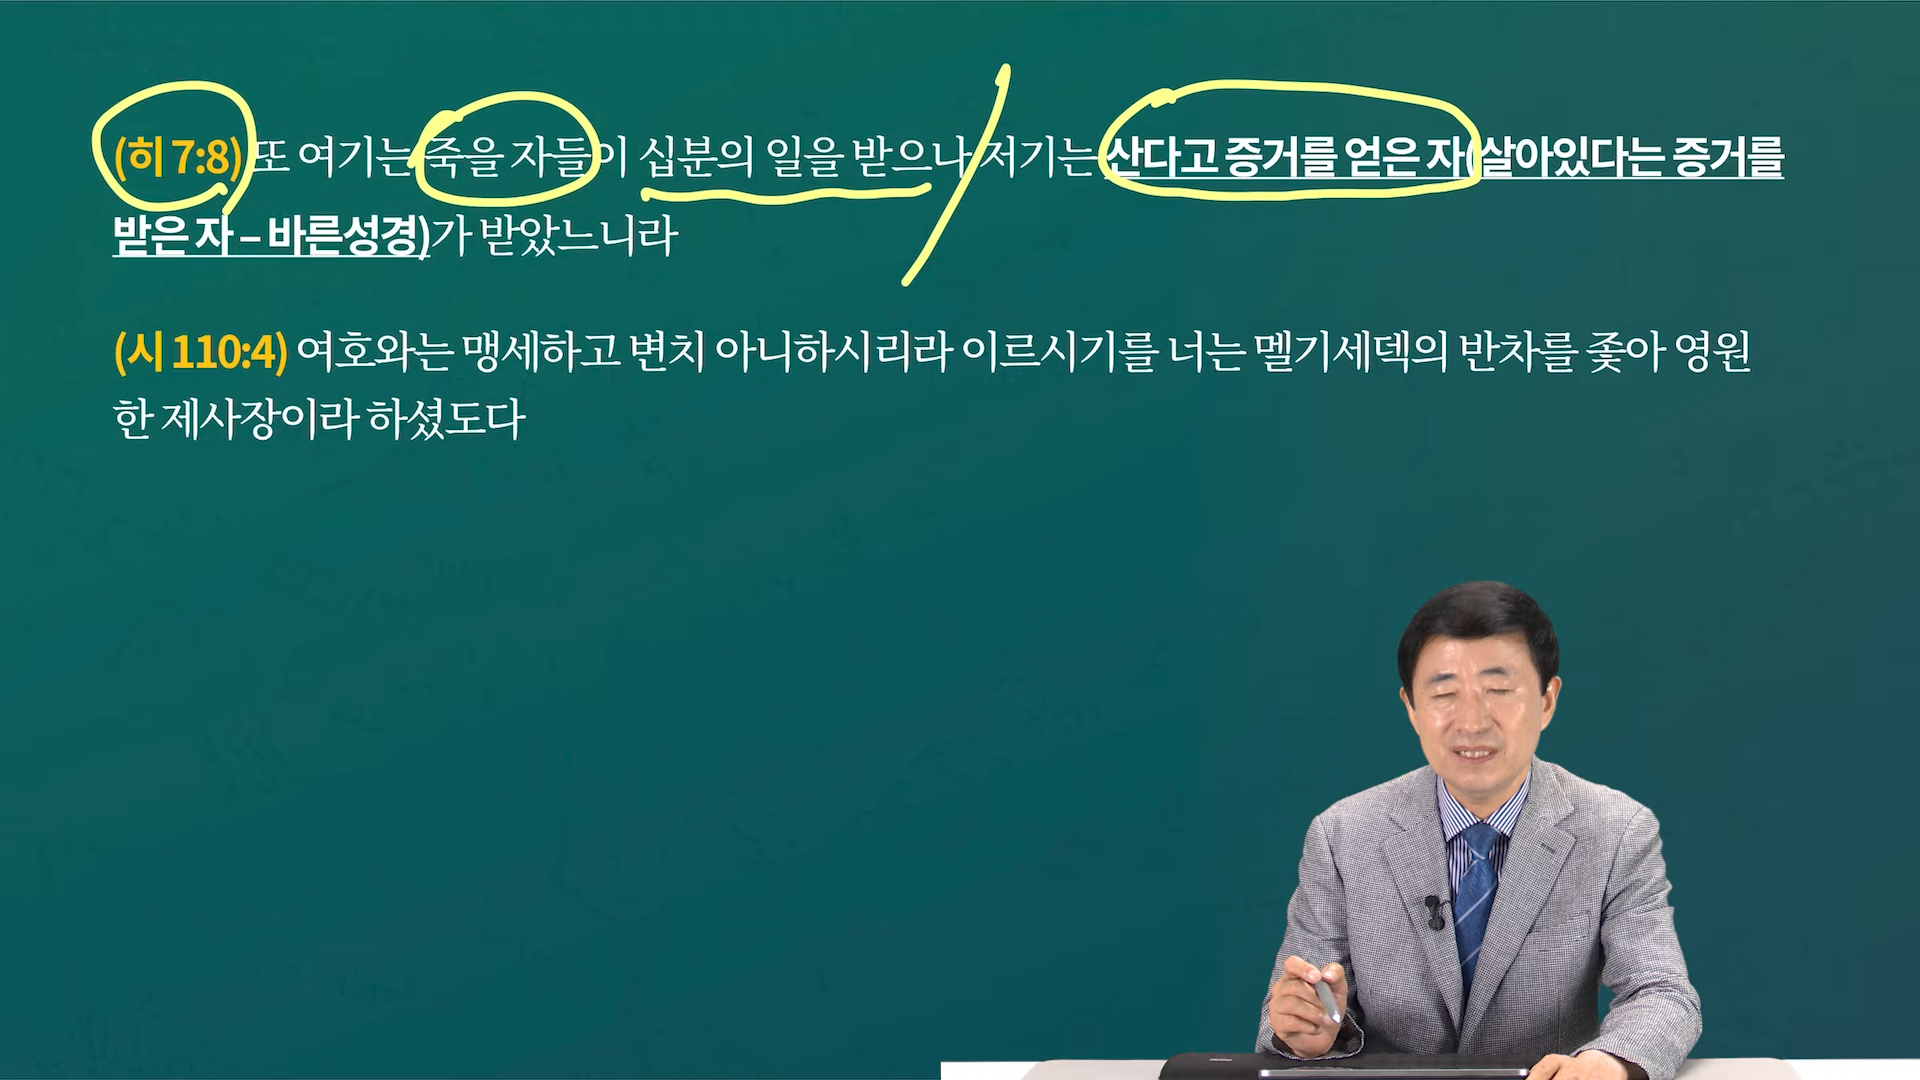 (히 7:8) 또 여기는 죽을 자들이 십분의 일을 받으나 저기는 산다고 증거를 얻은 자(살아있다는 증거를
받은 자 – 바른성경)가 받았느니라
(시 110:4) 여호와는 맹세하고 변치 아니하시리라 이르시기를 너는 멜기세덱의 반차를 좇아 영원
한 제사장이라 하셨도다